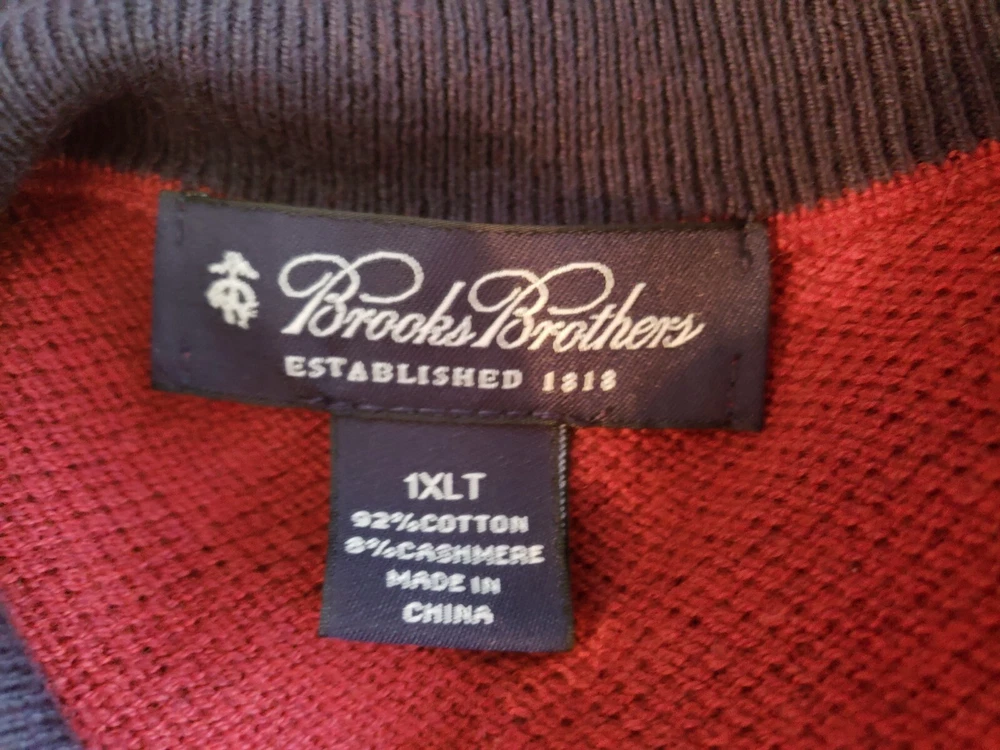 Brooks Brothers
ESTABLISHED 1818
1XLT
92%COTTON
8%CASHMERE
MADE IN
CHINA